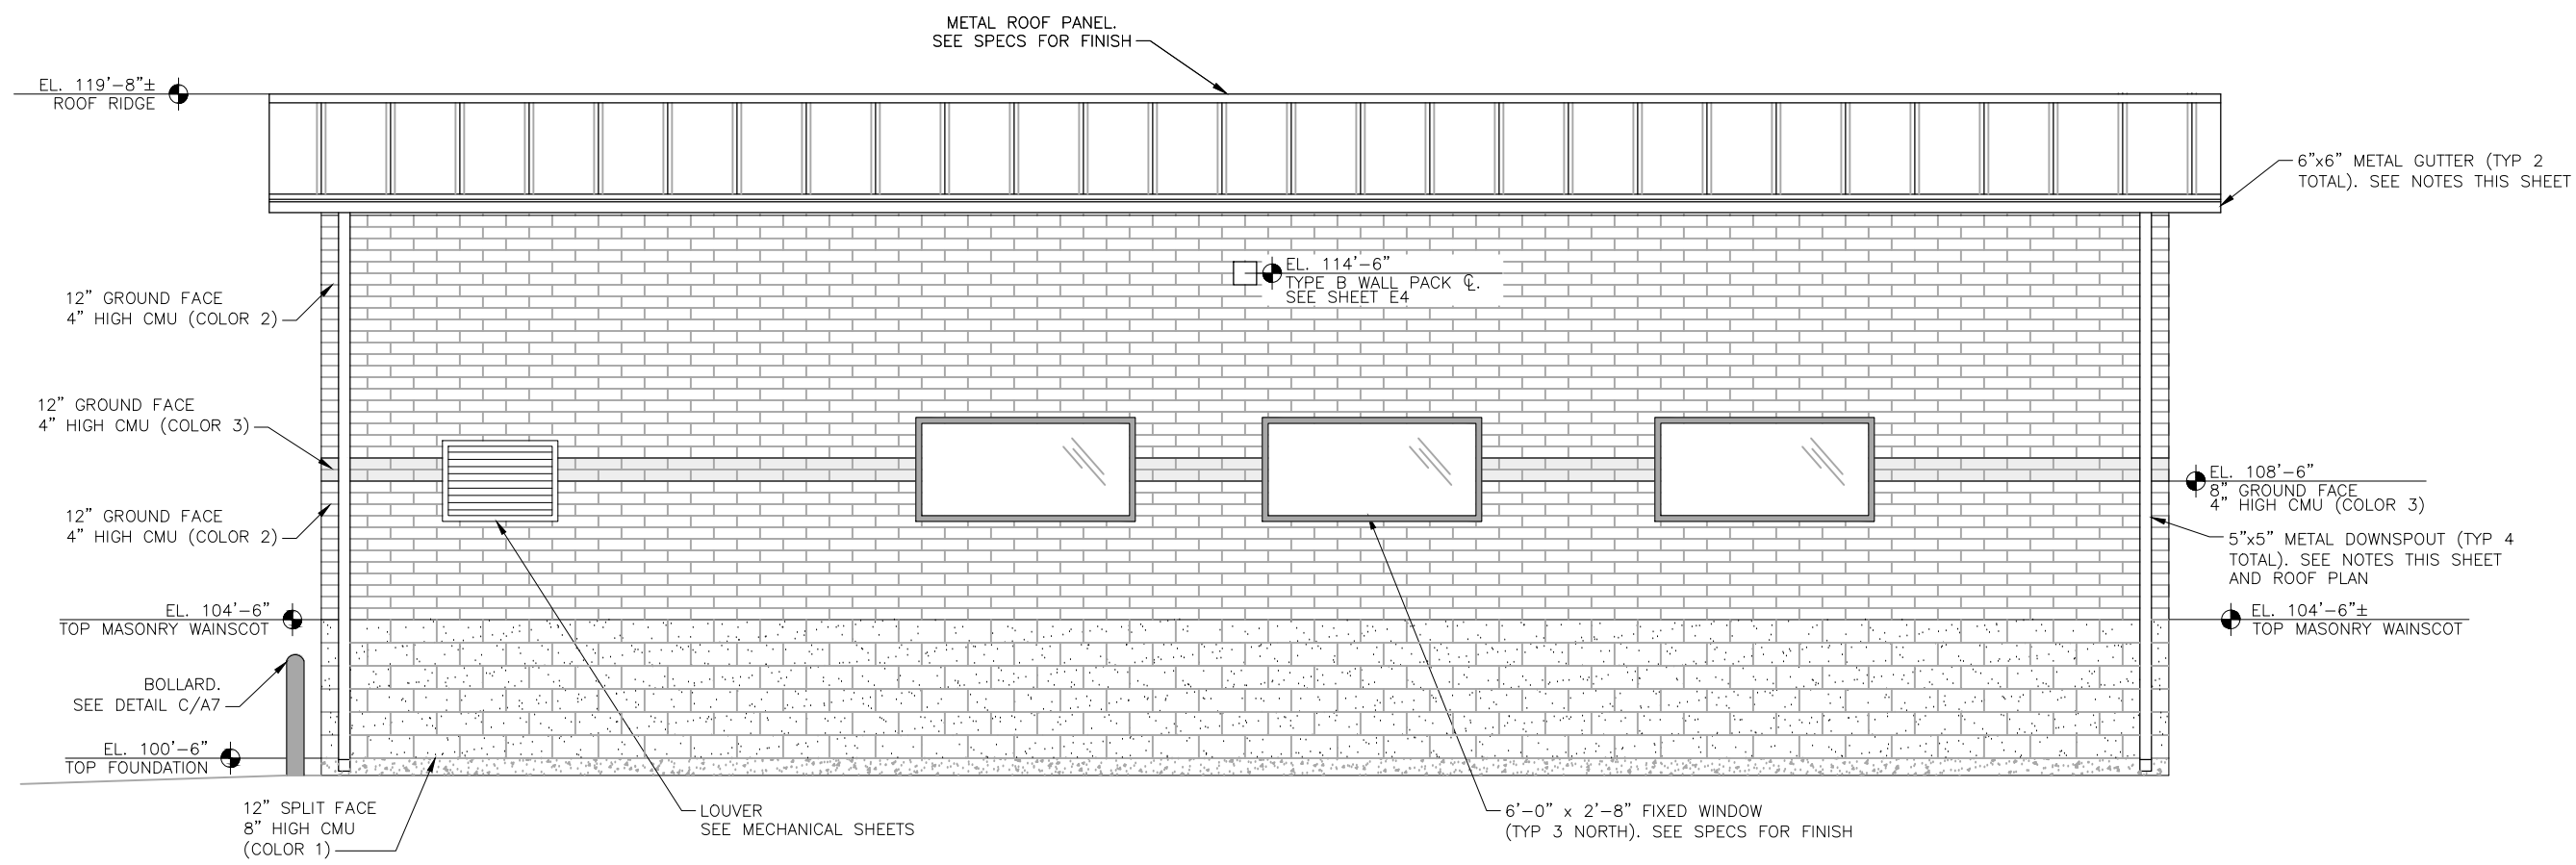 METAL ROOF PANEL.
SEE SPECS FOR FINISH
EL. 119'-8"±
ROOF RIDGE
6"x6" METAL GUTTER (TYP 2
TOTAL). SEE NOTES THIS SHEET
EL. 114'-6"
TYPE B WALL PACK ℄.
SEE SHEET E4
12" GROUND FACE
4" HIGH CMU (COLOR 2)
12" GROUND FACE
4" HIGH CMU (COLOR 3)
12" GROUND FACE
4" HIGH CMU (COLOR 2)
EL. 108'-6"
8" GROUND FACE
4" HIGH CMU (COLOR 3)
5"x5" METAL DOWNSPOUT (TYP 4
TOTAL). SEE NOTES THIS SHEET
AND ROOF PLAN
EL. 104'-6"
TOP MASONRY WAINSCOT
EL. 104'-6"±
TOP MASONRY WAINSCOT
BOLLARD.
SEE DETAIL C/A7
EL. 100'-6"
TOP FOUNDATION
12" SPLIT FACE
8" HIGH CMU
(COLOR 1)
LOUVER
SEE MECHANICAL SHEETS
6'-0" x 2'-8" FIXED WINDOW
(TYP 3 NORTH). SEE SPECS FOR FINISH